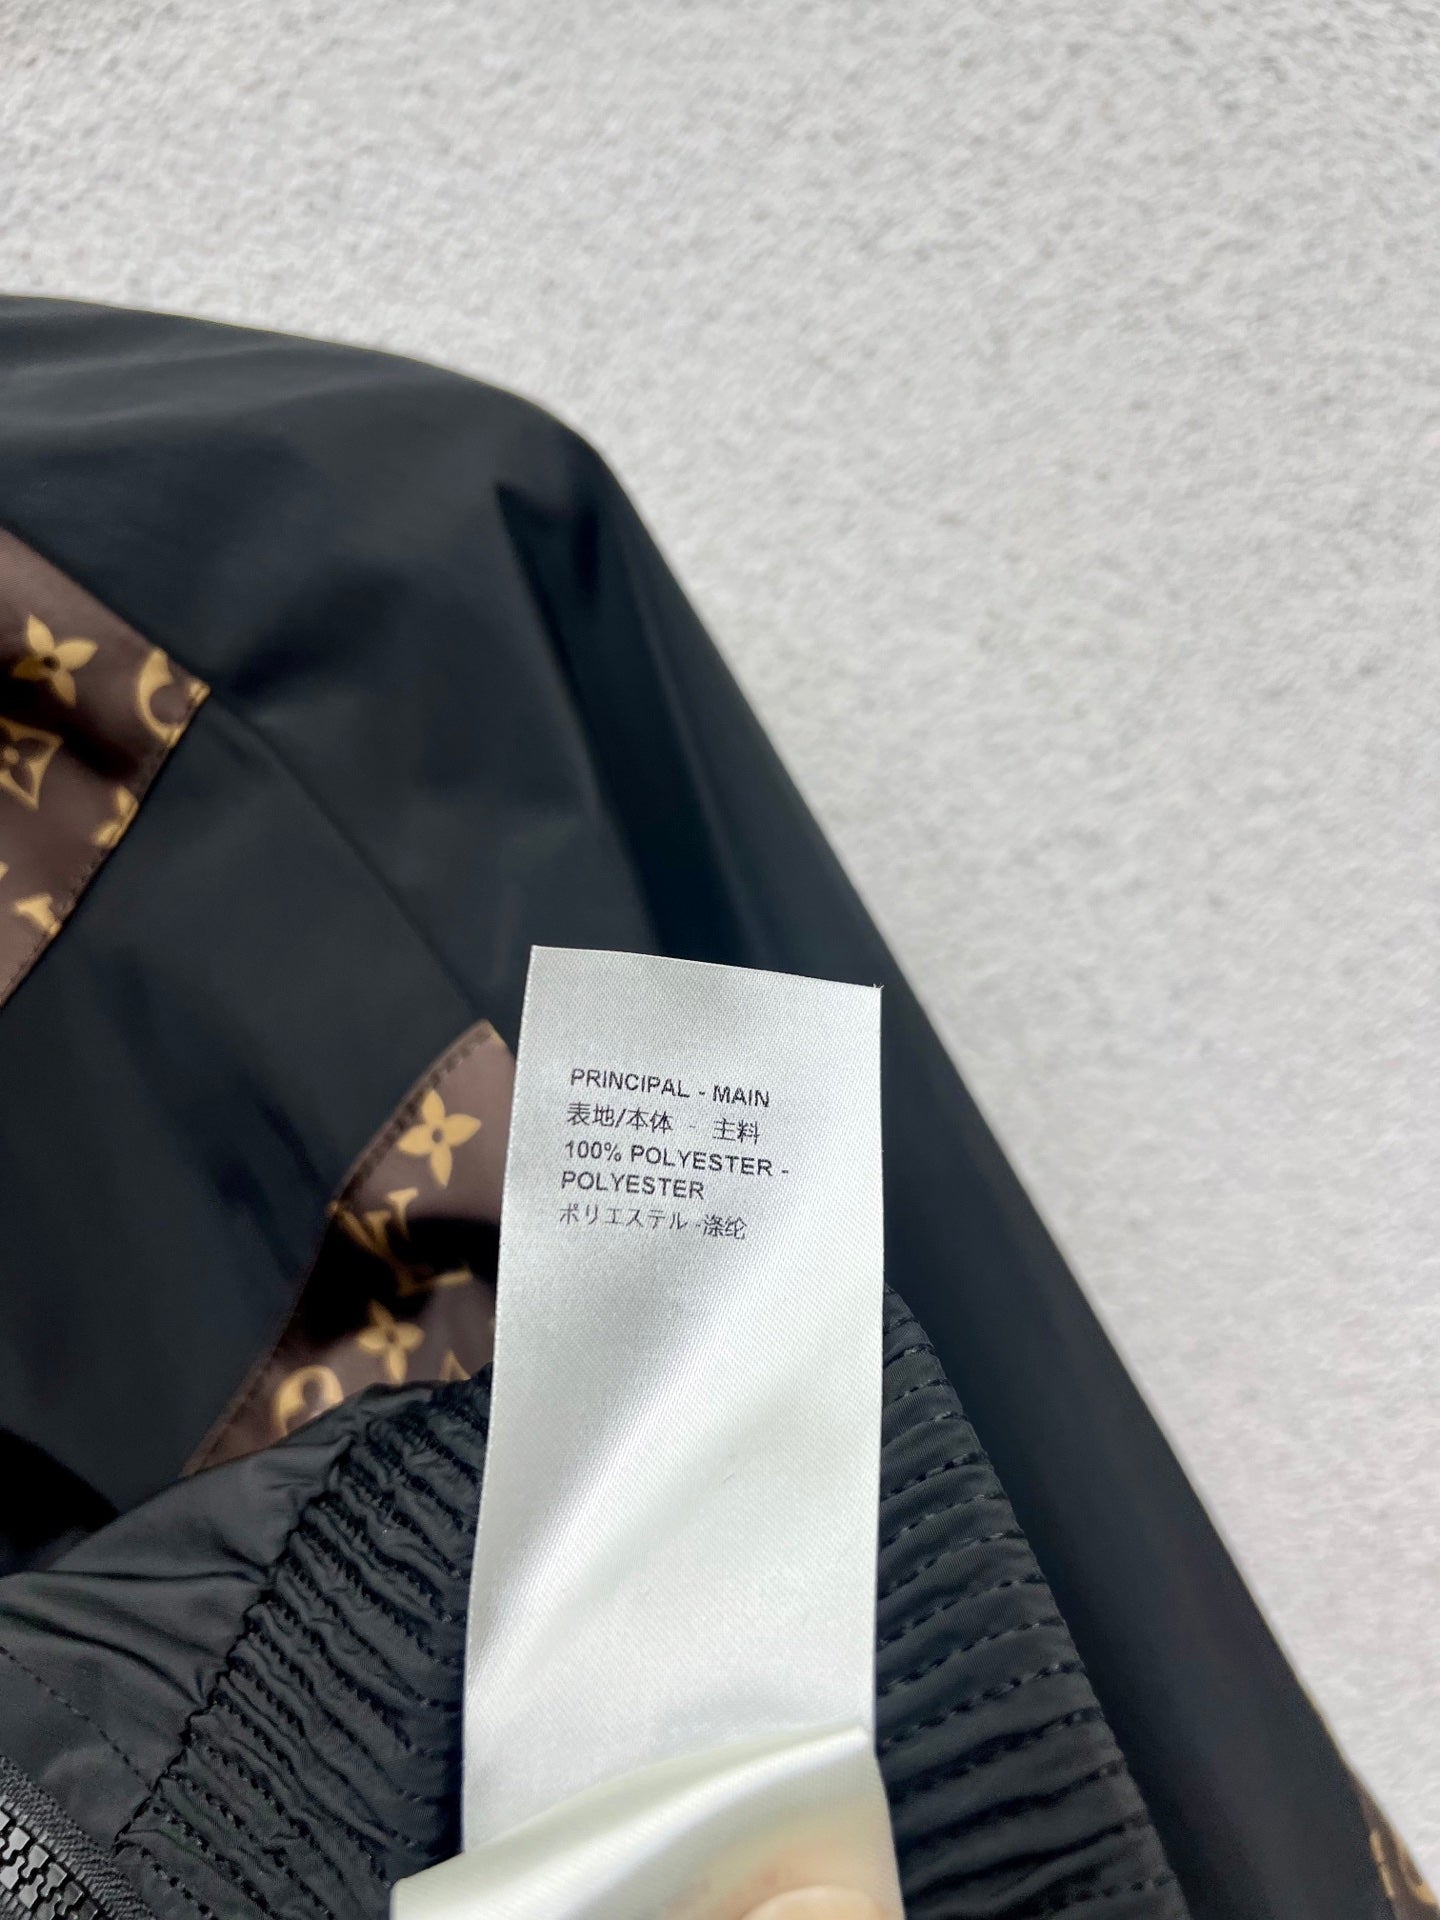 PRINCIPAL - MAIN
表地/本体 - 主料
100% POLYESTER -
POLYESTER
ポリエステル -涤纶